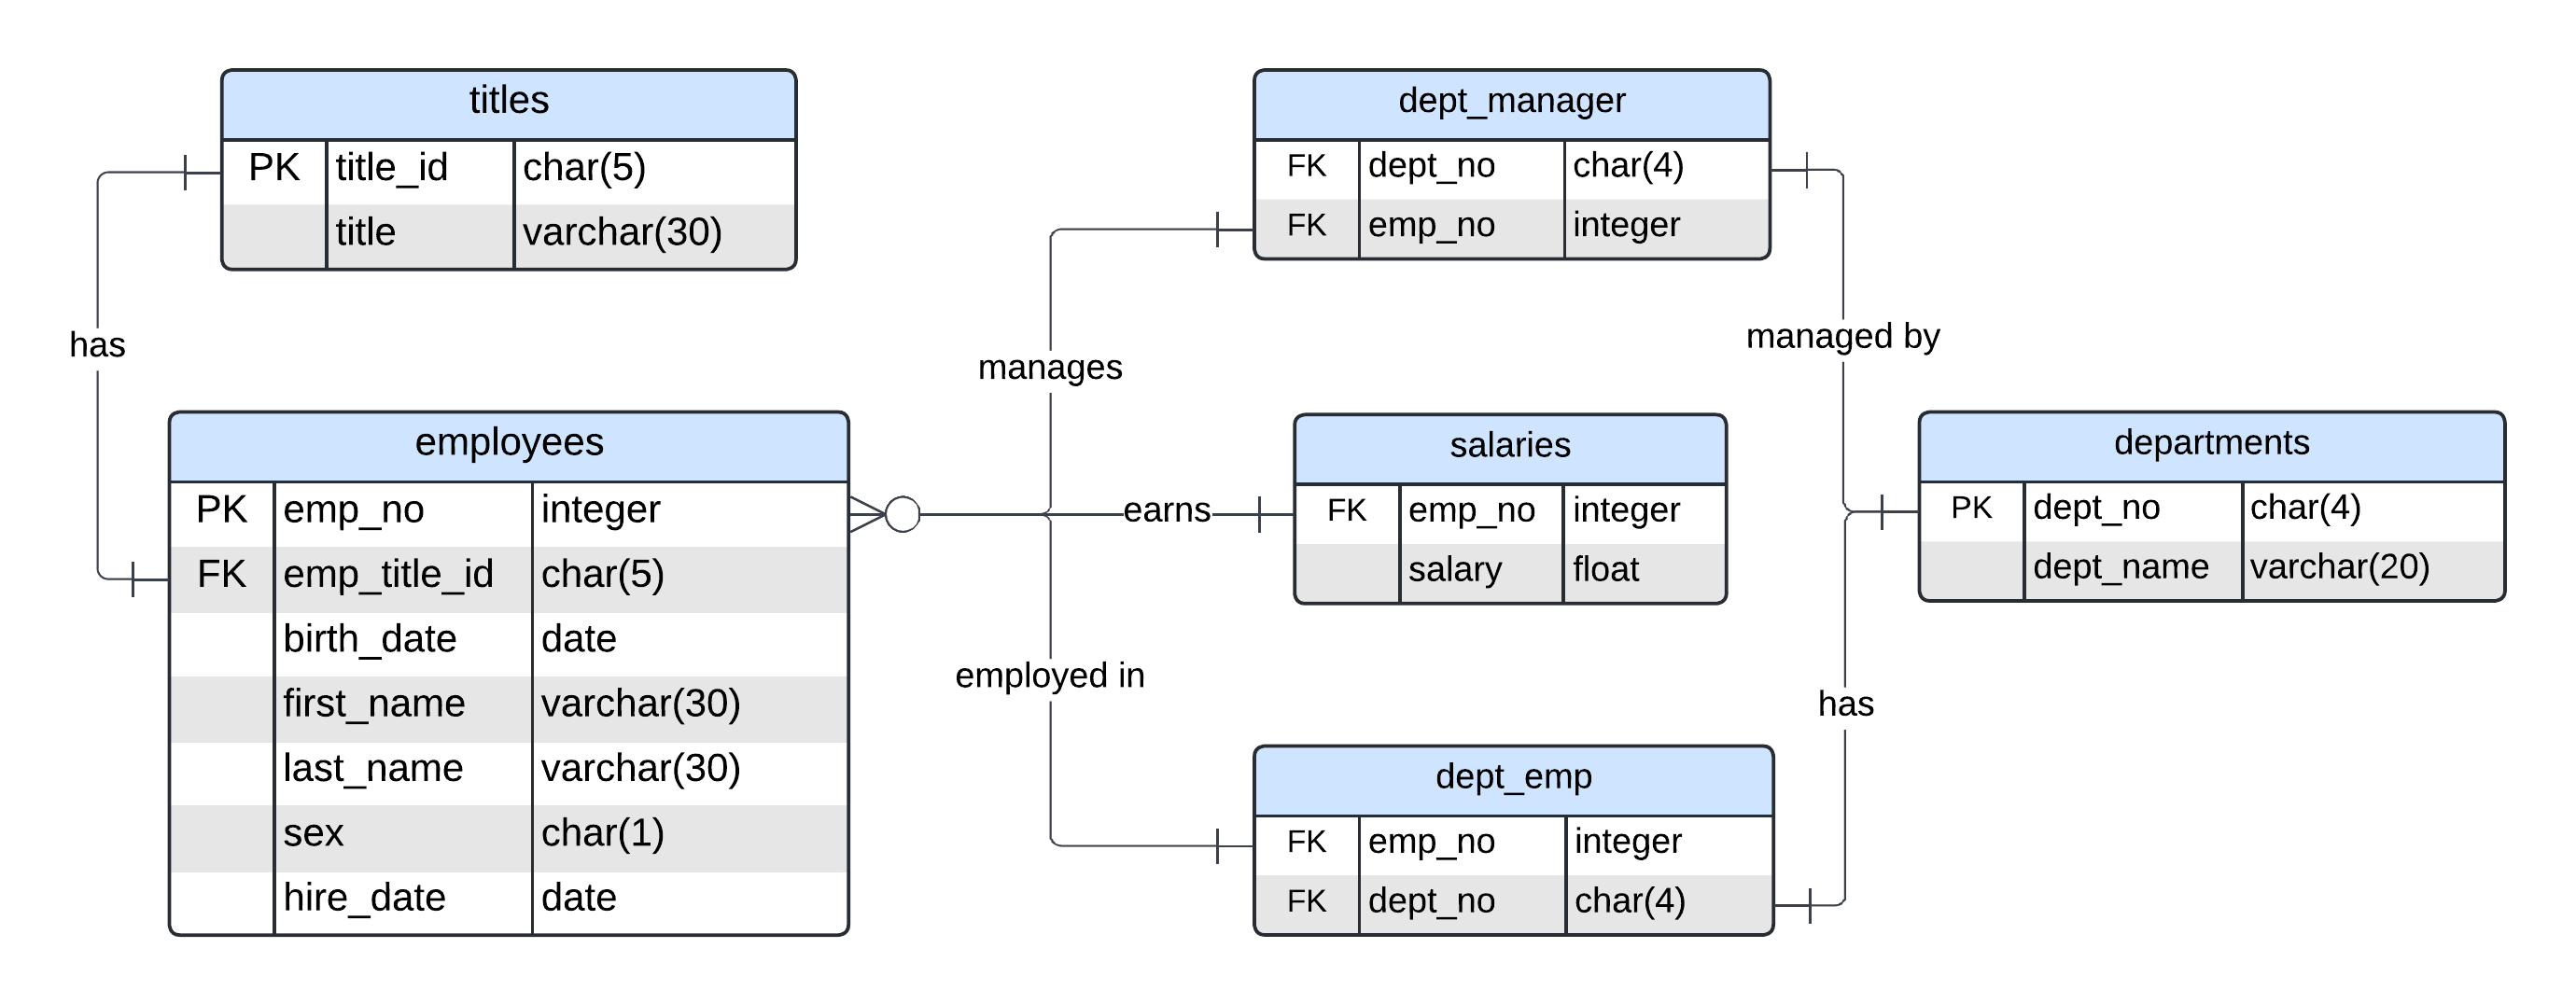 titles
PK title_id char(5)
title varchar(30)
has
employees
PK emp_no integer
FK emp_title_id char(5)
birth_date date
first_name varchar(30)
last_name varchar(30)
sex char(1)
hire_date date
manages
earns
employed in
dept_manager
FK dept_no char(4)
FK emp_no integer
salaries
FK emp_no integer
salary float
dept_emp
FK emp_no integer
FK dept_no char(4)
managed by
has
departments
PK dept_no char(4)
dept_name varchar(20)